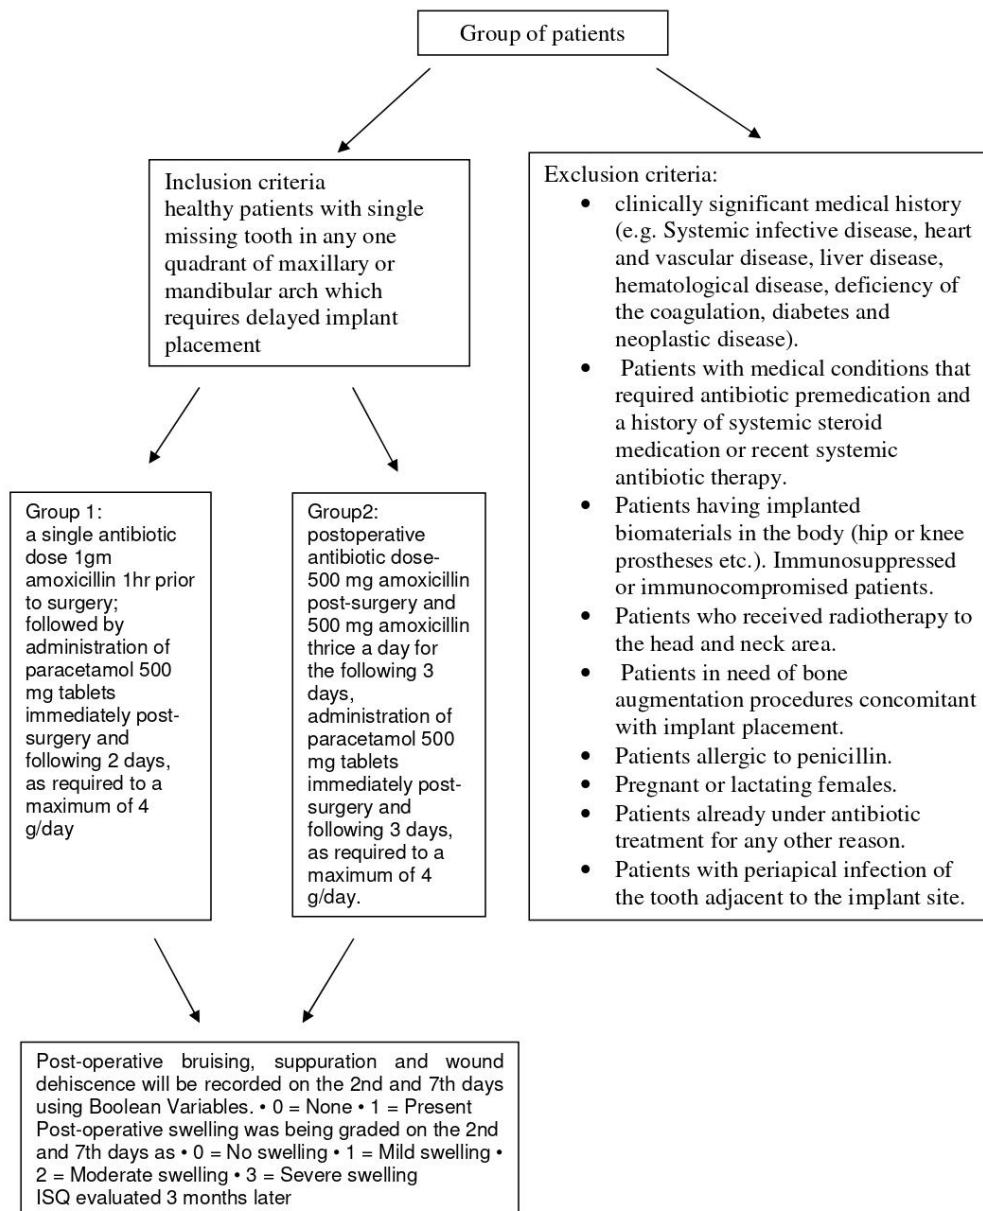 Group of patients
Inclusion criteria
healthy patients with single
missing tooth in any one
quadrant of maxillary or
mandibular arch which
requires delayed implant
placement
Exclusion criteria:
• clinically significant medical history
(e.g. Systemic infective disease, heart
and vascular disease, liver disease,
hematological disease, deficiency of
the coagulation, diabetes and
neoplastic disease).
• Patients with medical conditions that
required antibiotic premedication and
a history of systemic steroid
medication or recent systemic
antibiotic therapy.
• Patients having implanted
biomaterials in the body (hip or knee
prostheses etc.). Immunosuppressed
or immunocompromised patients.
• Patients who received radiotherapy to
the head and neck area.
• Patients in need of bone
augmentation procedures concomitant
with implant placement.
• Patients allergic to penicillin.
• Pregnant or lactating females.
• Patients already under antibiotic
treatment for any other reason.
• Patients with periapical infection of
the tooth adjacent to the implant site.
Group 1:
a single antibiotic
dose 1gm
amoxicillin 1hr prior
to surgery;
followed by
administration of
paracetamol 500
mg tablets
immediately post-
surgery and
following 2 days,
as required to a
maximum of 4
g/day
Group2:
postoperative
antibiotic dose-
500 mg amoxicillin
post-surgery and
500 mg amoxicillin
thrice a day for
the following 3
days,
administration of
paracetamol 500
mg tablets
immediately post-
surgery and
following 3 days,
as required to a
maximum of 4
g/day.
Post-operative bruising, suppuration and wound
dehiscence will be recorded on the 2nd and 7th days
using Boolean Variables. • 0 = None • 1 = Present
Post-operative swelling was being graded on the 2nd
and 7th days as • 0 = No swelling • 1 = Mild swelling •
2 = Moderate swelling • 3 = Severe swelling
ISQ evaluated 3 months later